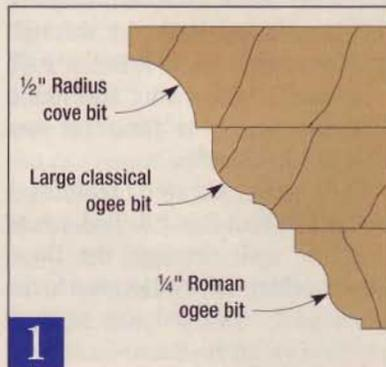 ½" Radius
cove bit
Large classical
ogee bit
¼" Roman
ogee bit
1